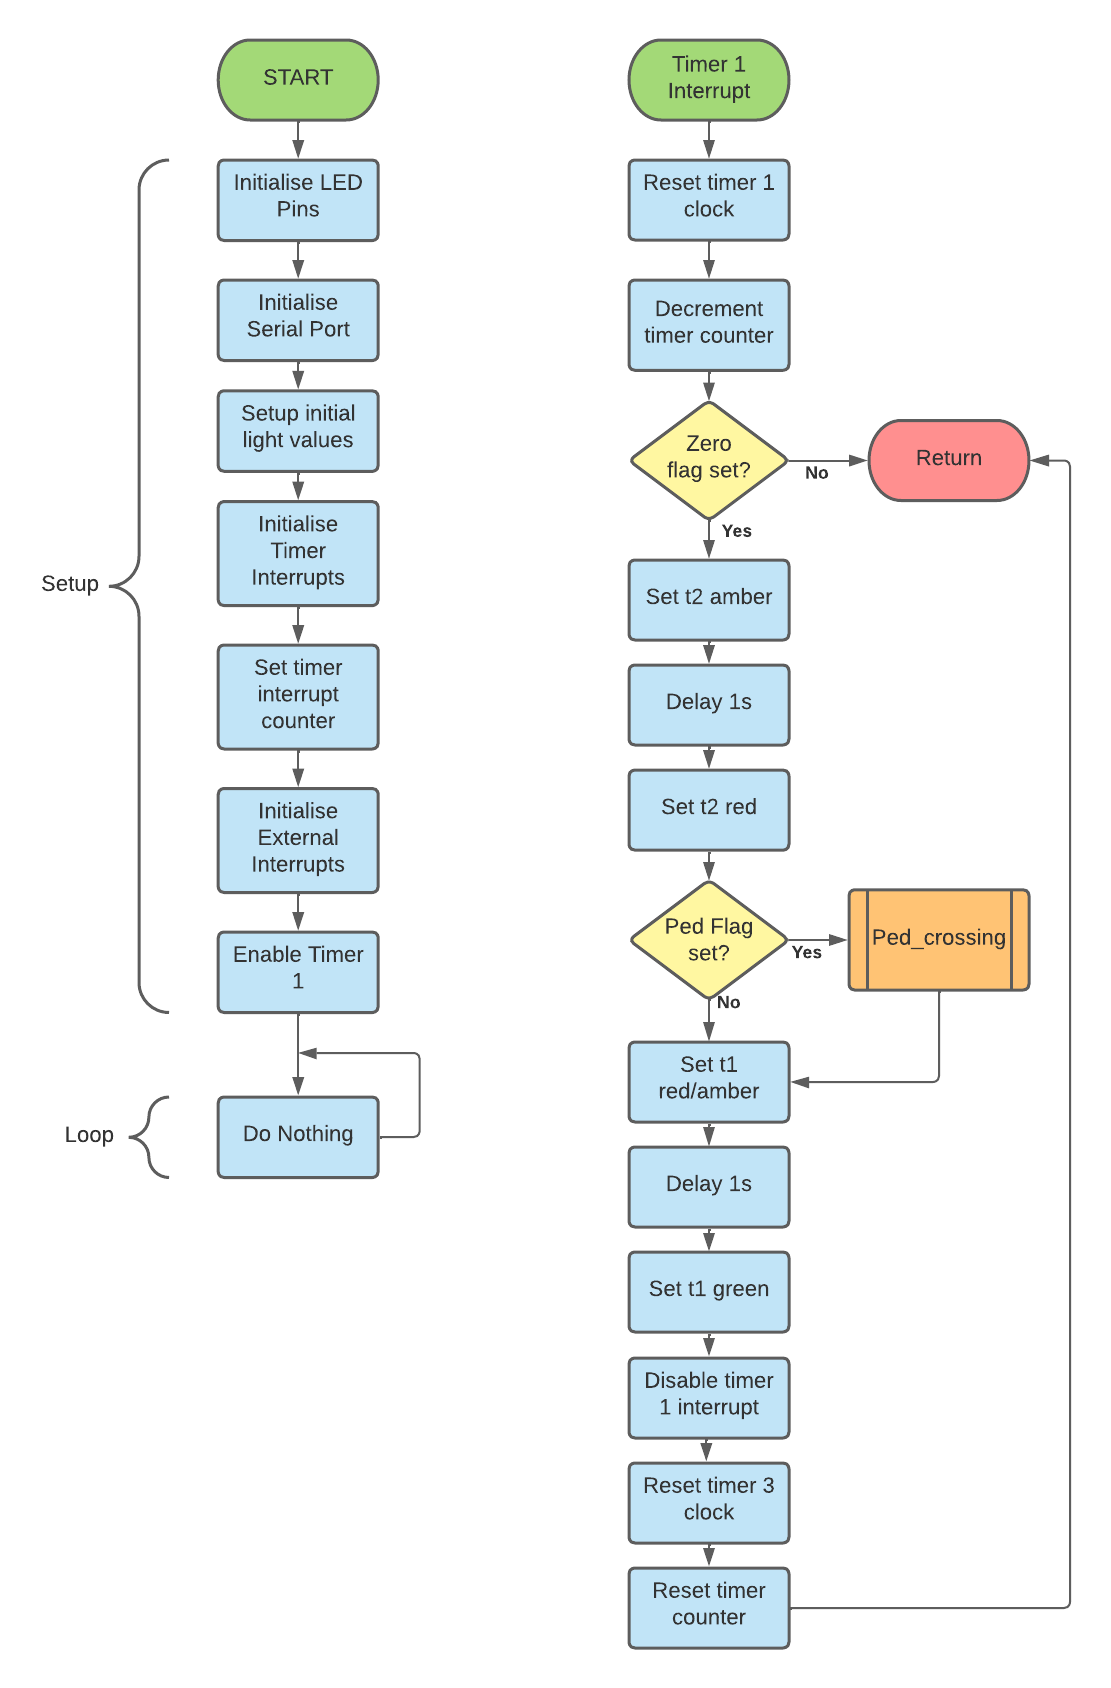 START
Setup
Initialise LED
Pins
Initialise
Serial Port
Setup initial
light values
Initialise
Timer
Interrupts
Set timer
interrupt
counter
Initialise
External
Interrupts
Enable Timer
1
Loop
Do Nothing
Timer 1
Interrupt
Reset timer 1
clock
Decrement
timer counter
Zero
flag set?
No
Return
Yes
Set t2 amber
Delay 1s
Set t2 red
Ped Flag
set?
Yes
Ped_crossing
No
Set t1
red/amber
Delay 1s
Set t1 green
Disable timer
1 interrupt
Reset timer 3
clock
Reset timer
counter